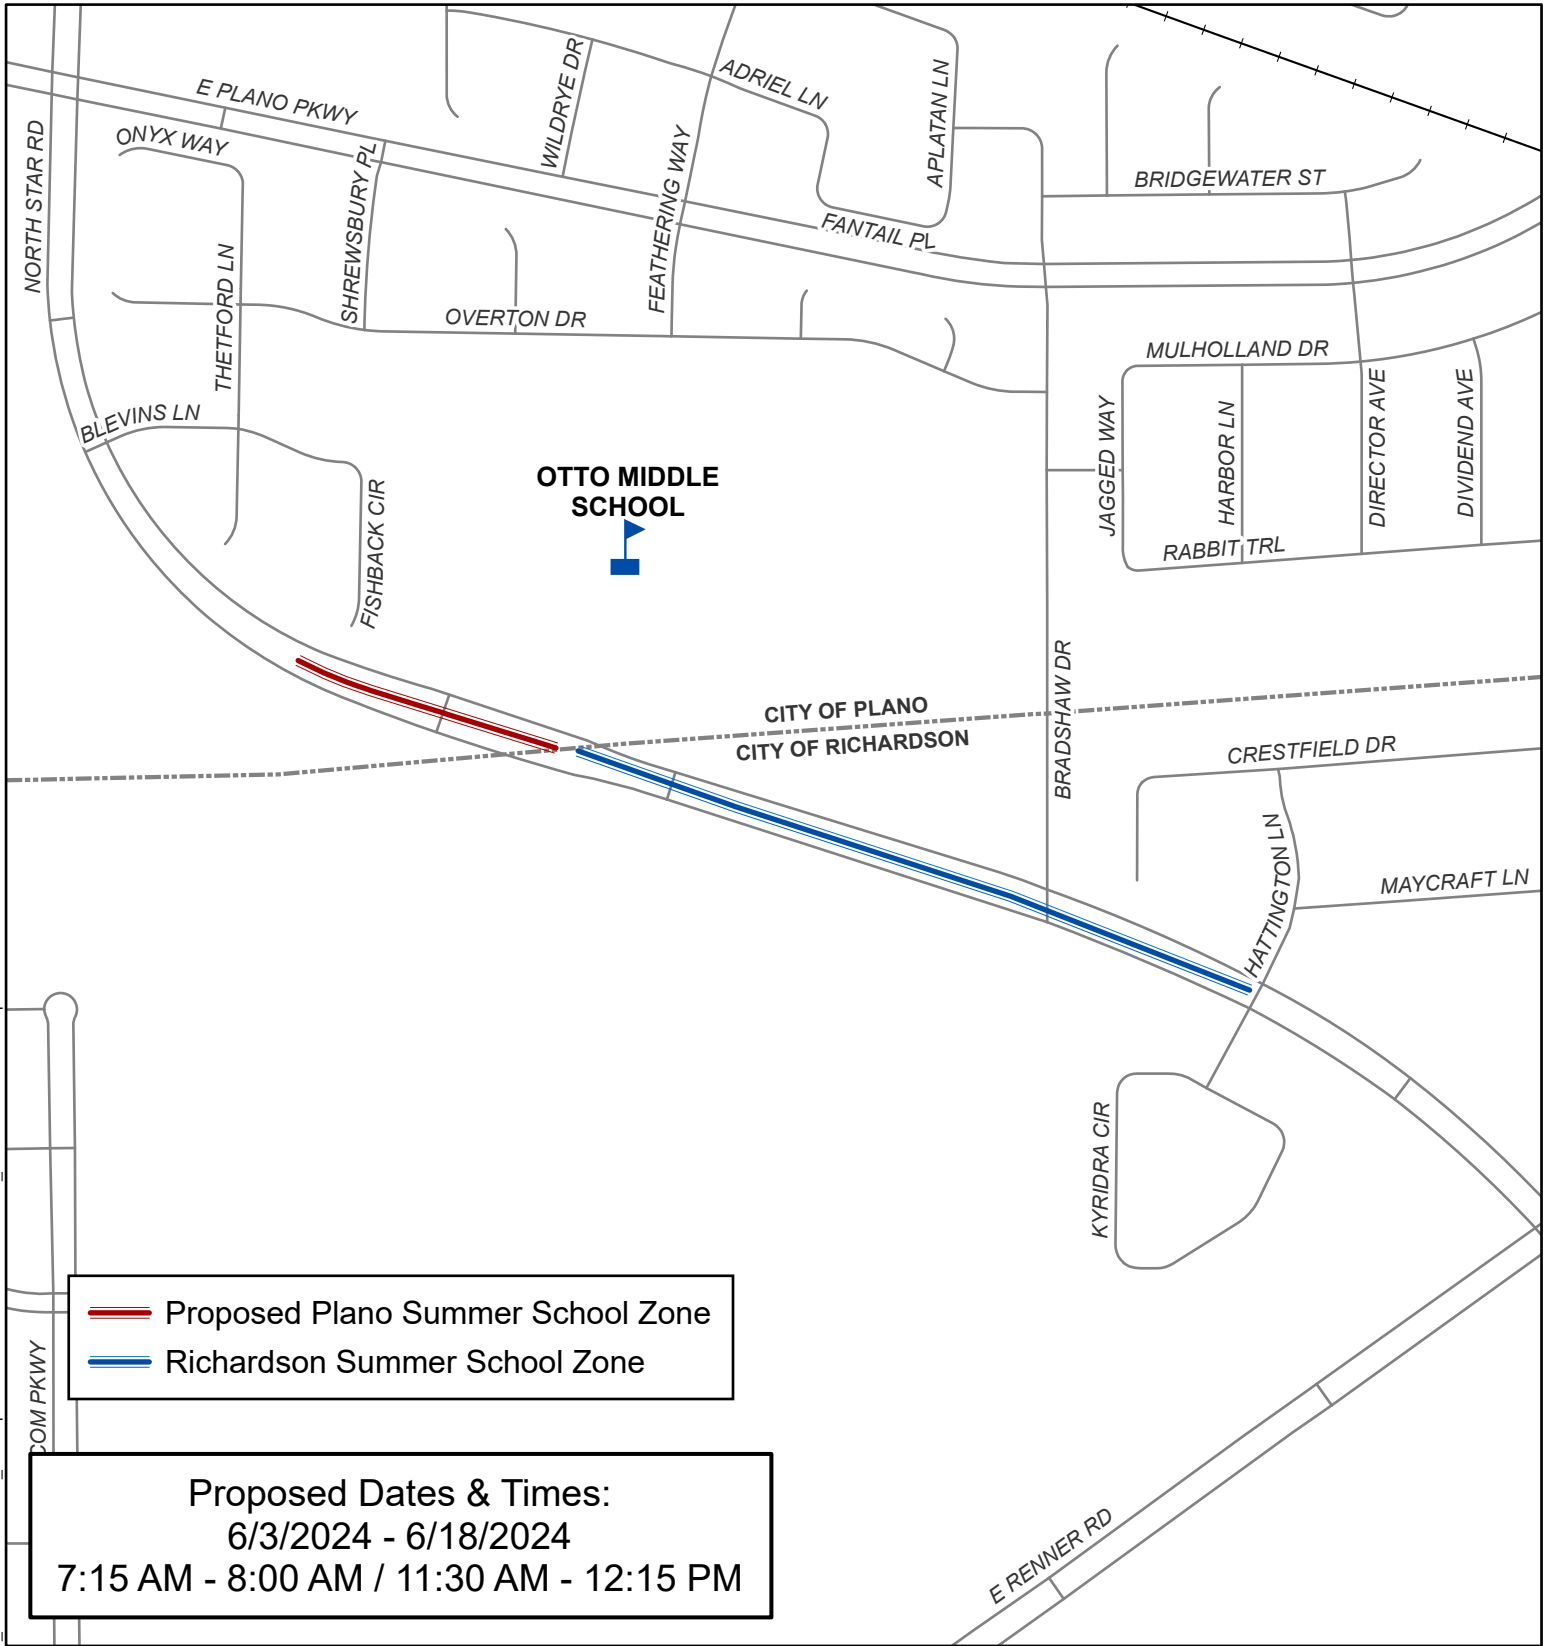 E PLANO PKWY
WILDRYE DR
ADRIEL LN
APLATAN LN
NORTH STAR RD
ONYX WAY
SHREWSBURY PL
FEATHERING WAY
BRIDGEWATER ST
FANTAIL PL
THETFORD LN
OVERTON DR
MULHOLLAND DR
BLEVINS LN
JAGGED WAY
HARBOR LN
DIRECTOR AVE
DIVIDEND AVE
OTTO MIDDLE
SCHOOL
FISHBACK CIR
RABBIT TRL
BRADSHAW DR
CITY OF PLANO
CITY OF RICHARDSON
CRESTFIELD DR
HATTINGTON LN
MAYCRAFT LN
KYRIDRA CIR
Proposed Plano Summer School Zone
Richardson Summer School Zone
COM PKWY
Proposed Dates & Times:
6/3/2024 - 6/18/2024
7:15 AM - 8:00 AM / 11:30 AM - 12:15 PM
E RENNER RD